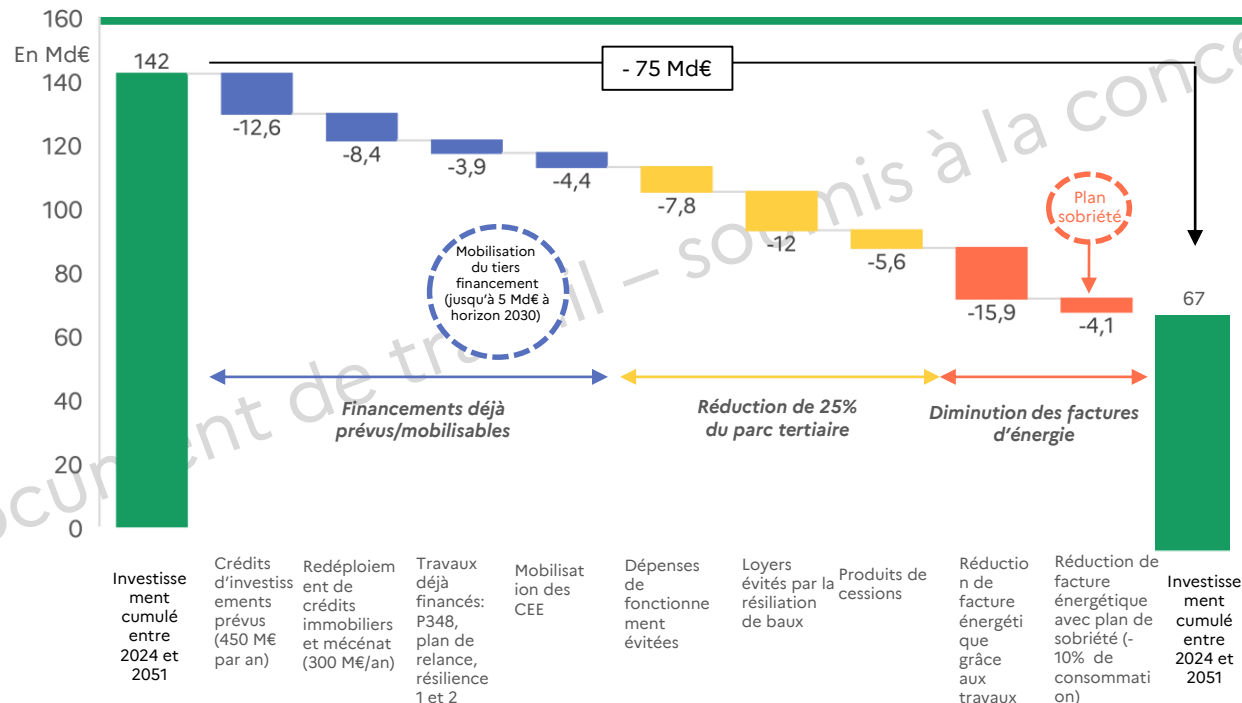 160
En Md€
142
- 75 Md€
140
-12,6
120
-8,4
-3,9
-4,4
-7,8
Plan
sobriété
100
-12
-5,6
Mobilisation
du tiers
financement
(jusqu'à 5 Md€ à
horizon 2030)
80
-15,9
-4,1
67
60
40
Financements déjà
prévus/mobilisables
Réduction de 25%
du parc tertiaire
Diminution des factures
d'énergie
20
0
Investisse
ment
cumulé
entre
2024 et
2051
Crédits
d'investiss
ements
prévus
(450 M€
par an)
Redéploiem
ent de
crédits
immobiliers
et mécénat
(300 M€/an)
Travaux
déjà
financés:
P348,
plan de
relance,
résilience
1 et 2
Mobilisat
ion des
CEE
Dépenses
de
fonctionne
ment
évitées
Loyers
évités par la
résiliation
de baux
Produits de
cessions
Réductio
n de
facture
énergéti
que
grâce
aux
travaux
Réduction de
facture
énergétique
avec plan de
sobriété (-
10% de
consommati
on)
Investisse
ment
cumulé
entre
2024 et
2051
ocument de travail – soumis à la conce